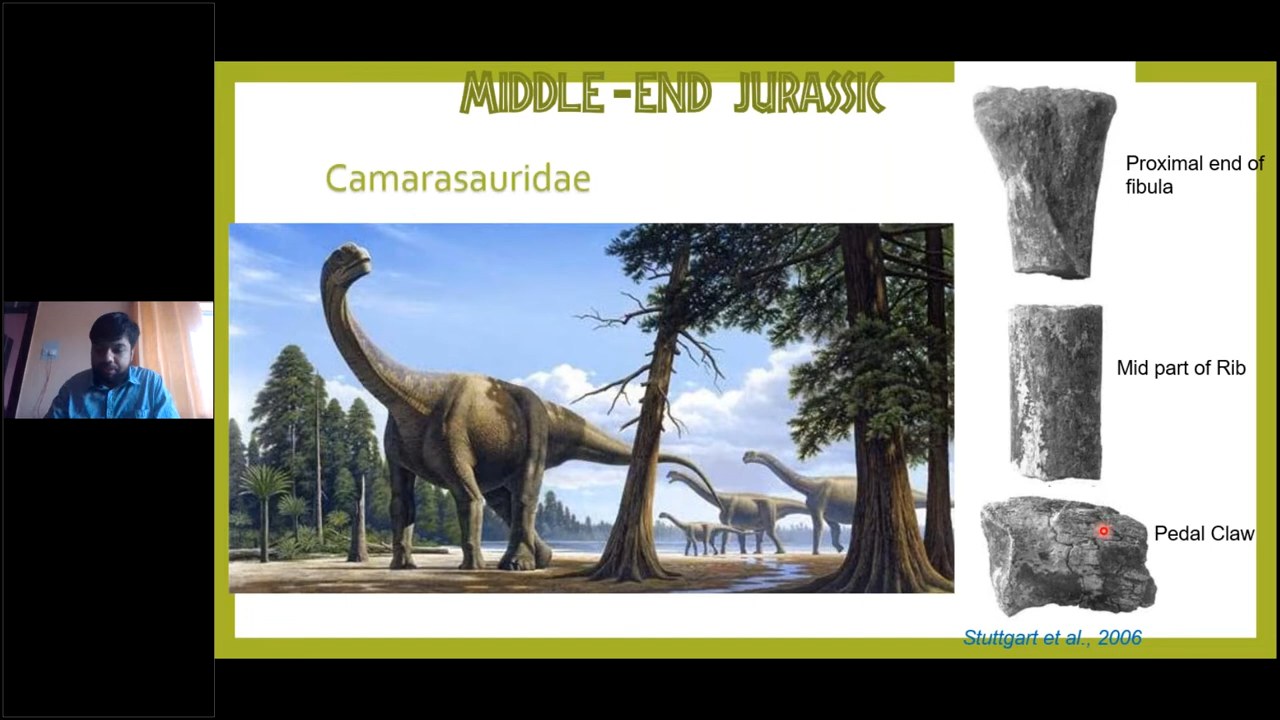 MIDDLE-END JURASSIC
Camarasauridae
Proximal end of
fibula
Mid part of Rib
Pedal Claw
Stuttgart et al., 2006